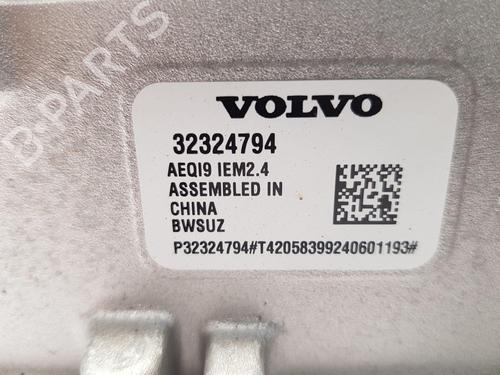 B-PARTS
VOLVO
32324794
AEQI9 IEM2.4
ASSEMBLED IN
CHINA
BWSUZ
P32324794#T42058399240601193#